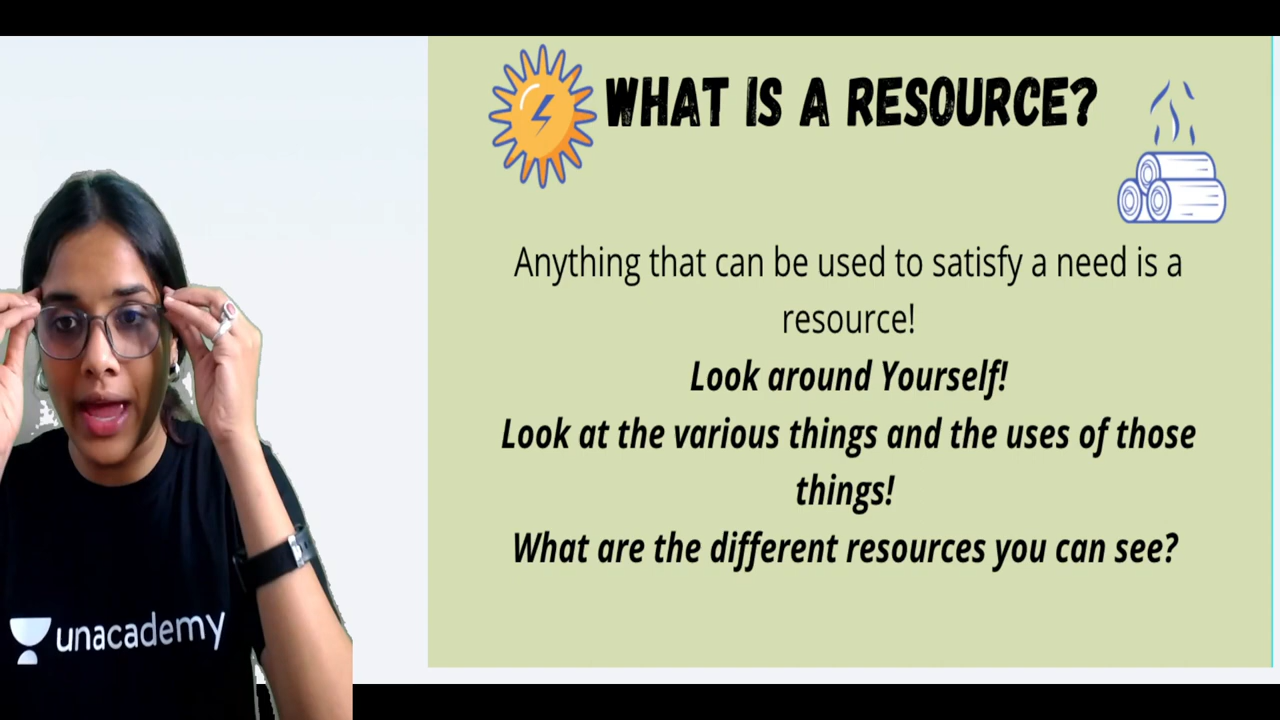 WHAT IS A RESOURCE?
Anything that can be used to satisfy a need is a
resource!
Look around Yourself!
Look at the various things and the uses of those
things!
What are the different resources you can see?
unacademy